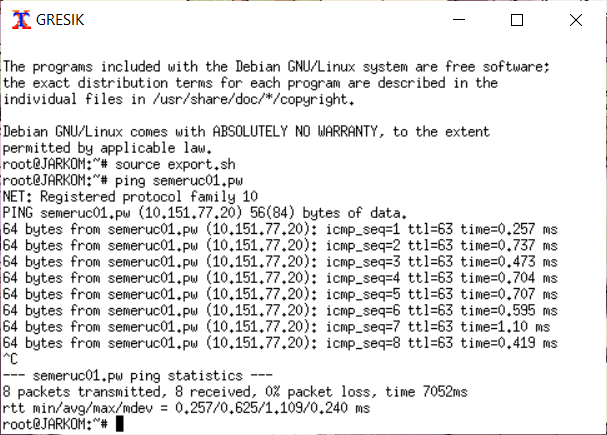 GRESIK
The programs included with the Debian GNU/Linux system are free software;
the exact distribution terms for each program are described in the
individual files in /usr/share/doc/*/copyright.
Debian GNU/Linux comes with ABSOLUTELY NO WARRANTY, to the extent
permitted by applicable law.
root@JARKOM:~# source export.sh
root@JARKOM:~# ping semeruc01.pw
NET: Registered protocol family 10
PING semeruc01.pw (10.151.77.20) 56(84) bytes of data.
64 bytes from semeruc01.pw (10.151.77.20): icmp_seq=1 ttl=63 time=0.257 ms
64 bytes from semeruc01.pw (10.151.77.20): icmp_seq=2 ttl=63 time=0.737 ms
64 bytes from semeruc01.pw (10.151.77.20): icmp_seq=3 ttl=63 time=0.473 ms
64 bytes from semeruc01.pw (10.151.77.20): icmp_seq=4 ttl=63 time=0.704 ms
64 bytes from semeruc01.pw (10.151.77.20): icmp_seq=5 ttl=63 time=0.707 ms
64 bytes from semeruc01.pw (10.151.77.20): icmp_seq=6 ttl=63 time=0.595 ms
64 bytes from semeruc01.pw (10.151.77.20): icmp_seq=7 ttl=63 time=1.10 ms
64 bytes from semeruc01.pw (10.151.77.20): icmp_seq=8 ttl=63 time=0.419 ms
^C
--- semeruc01.pw ping statistics ---
8 packets transmitted, 8 received, 0% packet loss, time 7052ms
rtt min/avg/max/mdev = 0.257/0.625/1.109/0.240 ms
root@JARKOM:~#